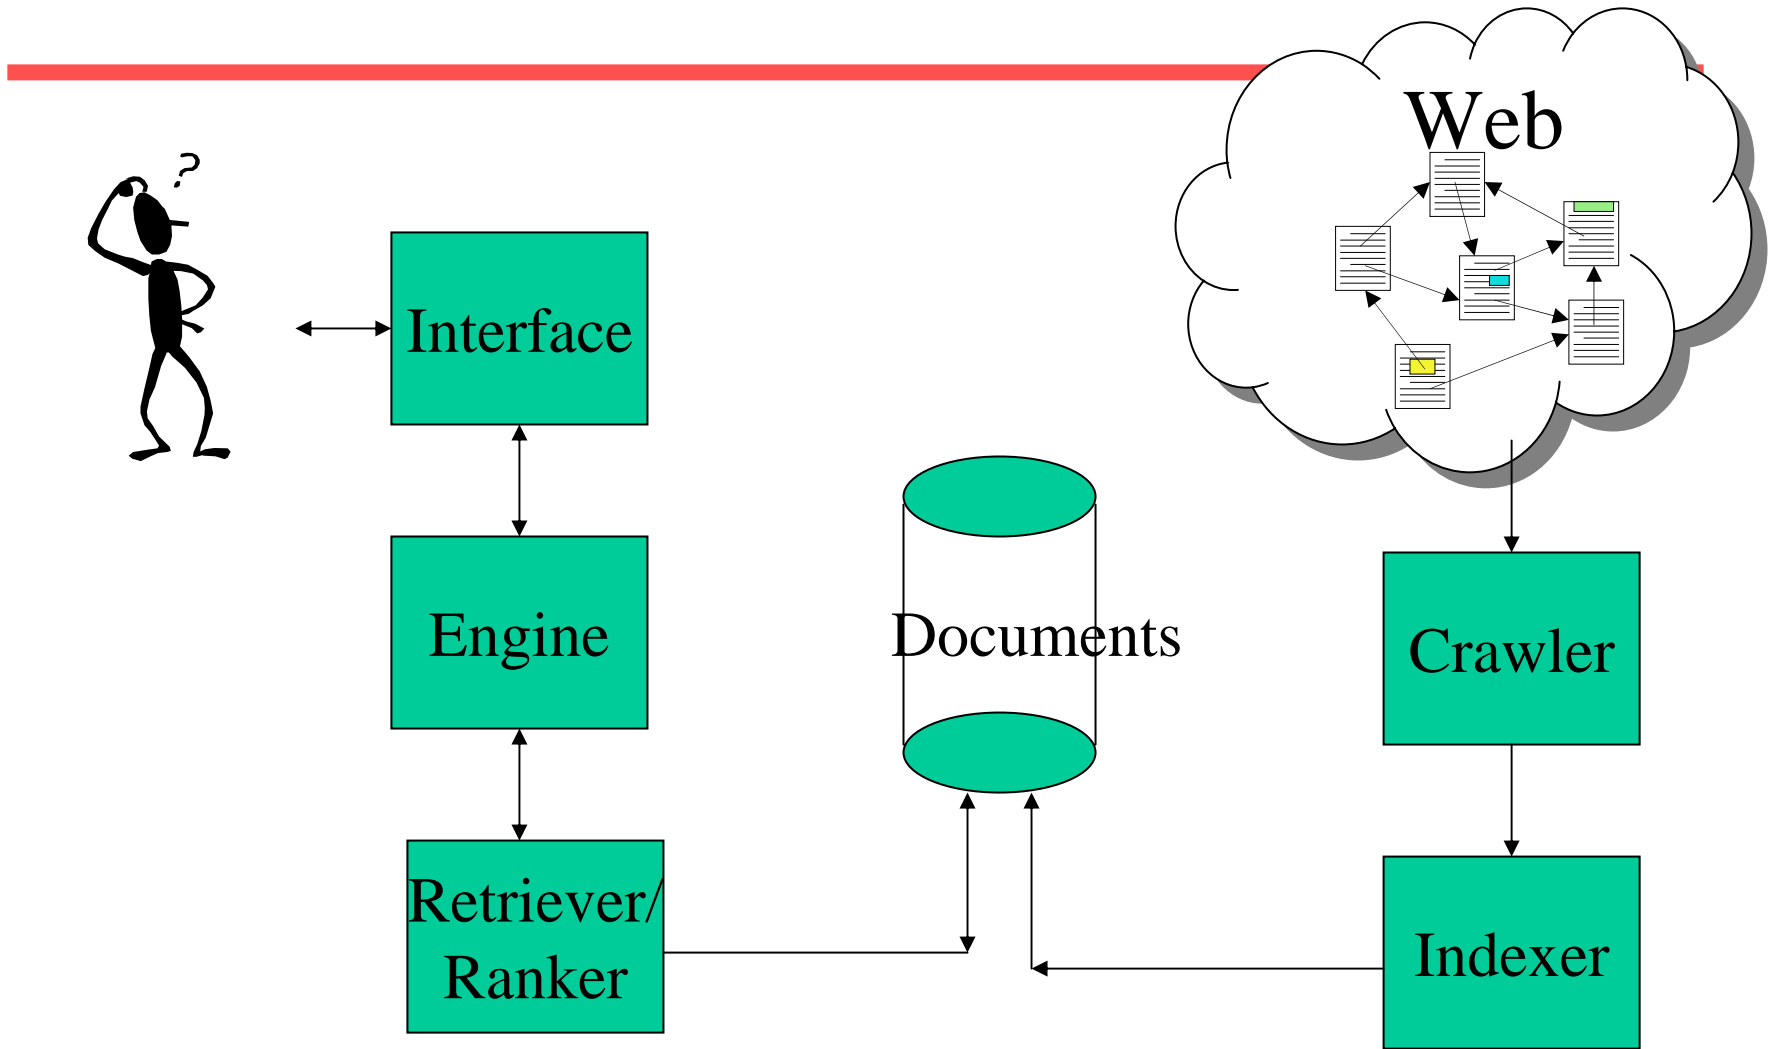 Web
?
Interface
Engine
Documents
Crawler
Retriever/
Ranker
Indexer